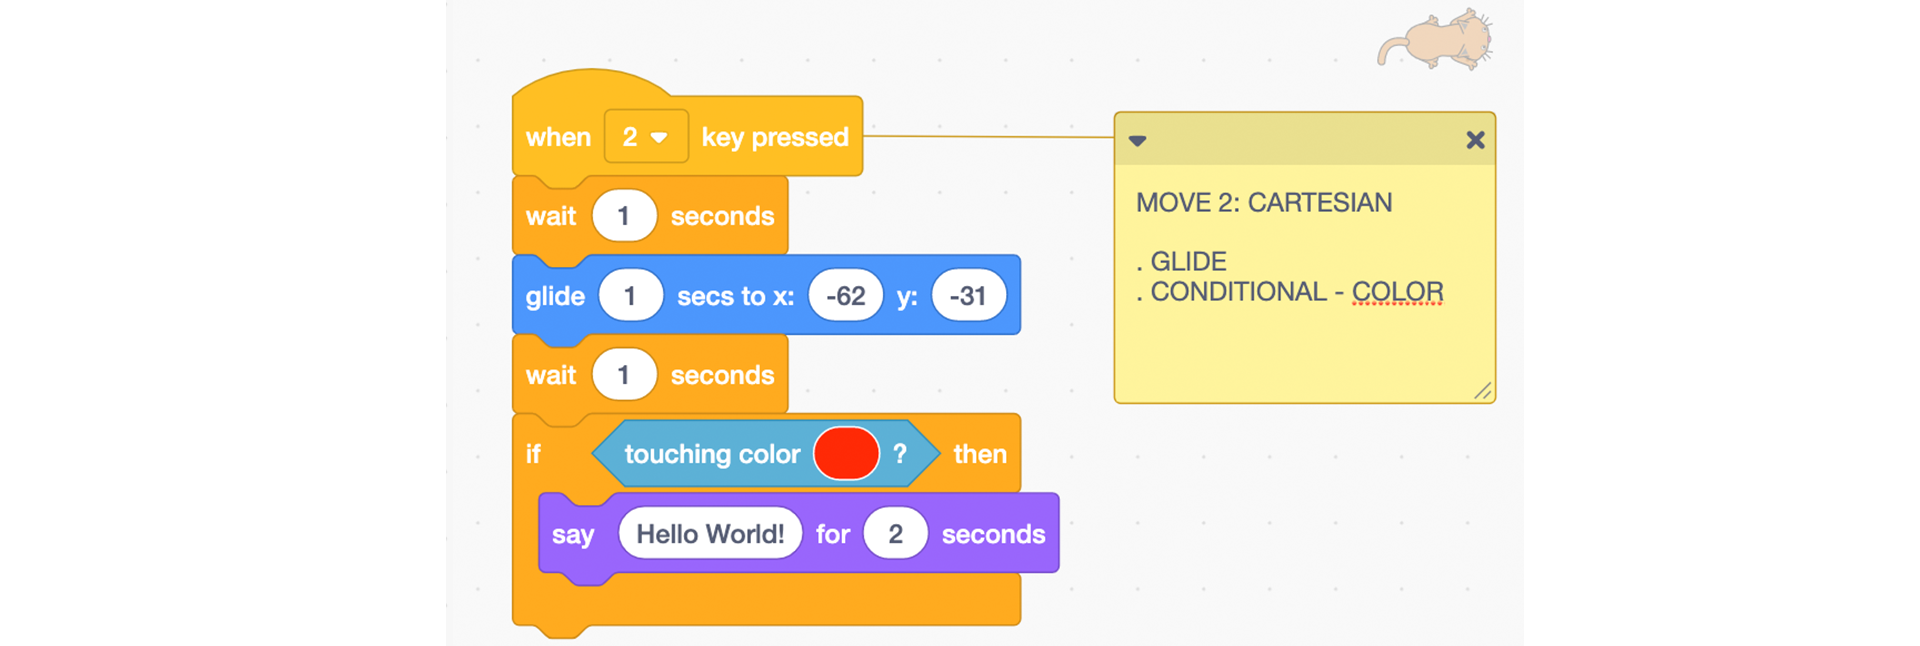 when 2 key pressed
wait 1 seconds
glide 1 secs to x: -62 y: -31
wait 1 seconds
if touching color ? then
say Hello World! for 2 seconds
MOVE 2: CARTESIAN
. GLIDE
. CONDITIONAL - COLOR